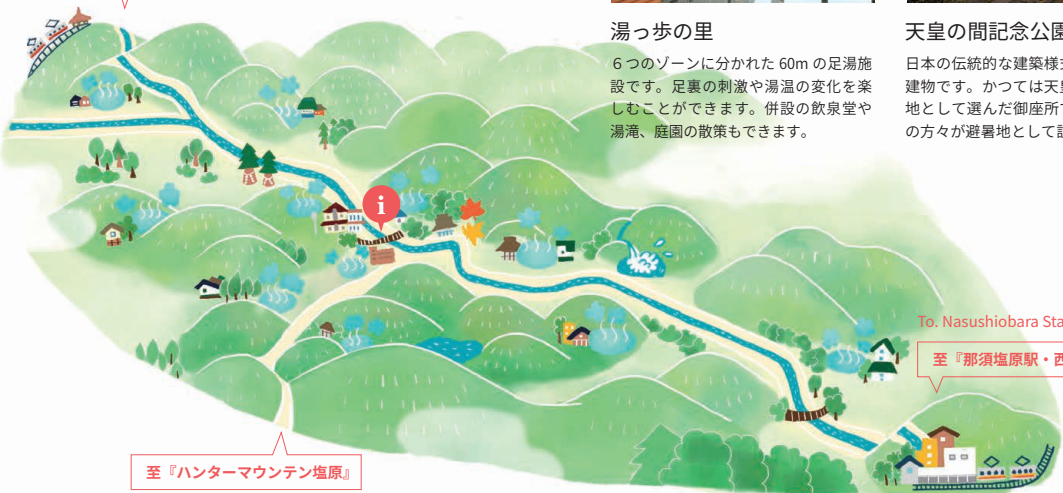 湯っ歩の里
６つのゾーンに分かれた 60m の足湯施
設です。足裏の刺激や湯温の変化を楽
しむことができます。併設の飲泉堂や
湯滝、庭園の散策もできます。
天皇の間記念公園
日本の伝統的な建築様
建物です。かつては天皇
地として選んだ御座所
の方々が避暑地として
i
To. Nasushiobara Sta
至『那須塩原駅・西
至『ハンターマウンテン塩原』